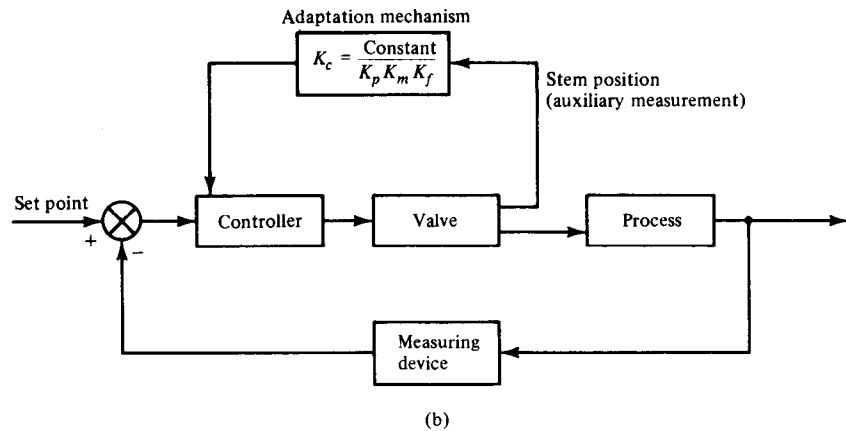 Adaptation mechanism
K_c = Constant / K_p K_m K_f
Stem position
(auxiliary measurement)
Set point
+
−
Controller
Valve
Process
Measuring
device
(b)